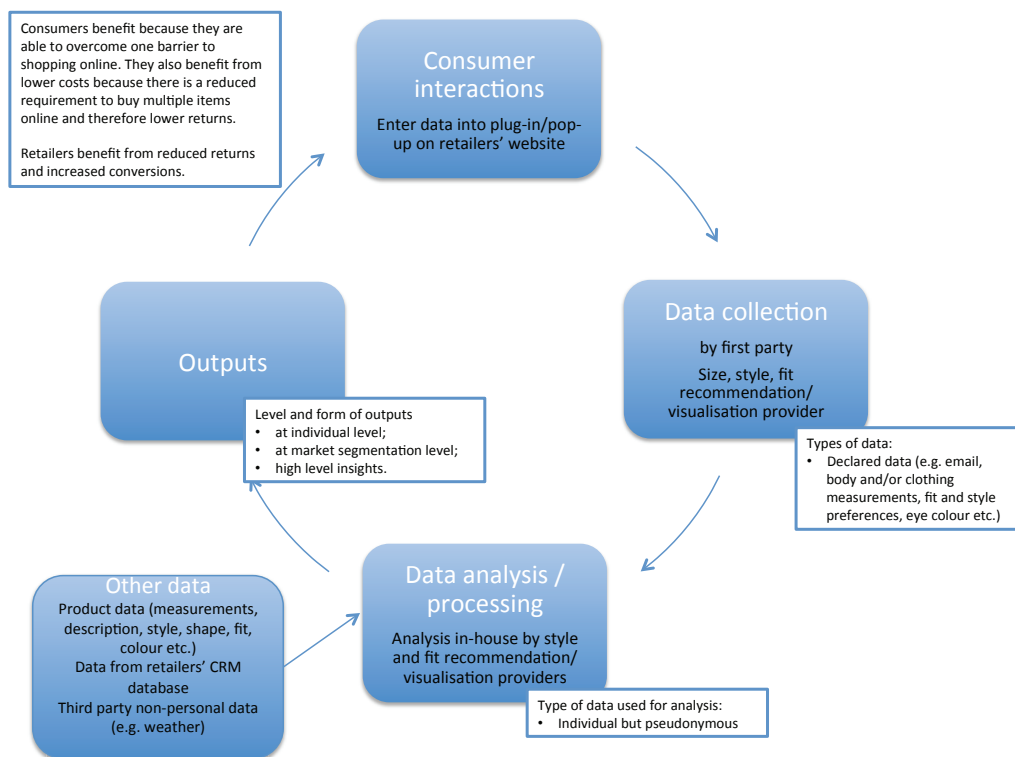 Consumers benefit because they are
able to overcome one barrier to
shopping online. They also benefit from
lower costs because there is a reduced
requirement to buy multiple items
online and therefore lower returns.
Retailers benefit from reduced returns
and increased conversions.
Consumer
interactions
Enter data into plug-in/pop-
up on retailers' website
Data collection
by first party
Size, style, fit
recommendation/
visualisation provider
Types of data:
• Declared data (e.g. email,
body and/or clothing
measurements, fit and style
preferences, eye colour etc.)
Data analysis /
processing
Analysis in-house by style
and fit recommendation/
visualisation providers
Type of data used for analysis:
• Individual but pseudonymous
Other data
Product data (measurements,
description, style, shape, fit,
colour etc.)
Data from retailers' CRM
database
Third party non-personal data
(e.g. weather)
Outputs
Level and form of outputs
• at individual level;
• at market segmentation level;
• high level insights.